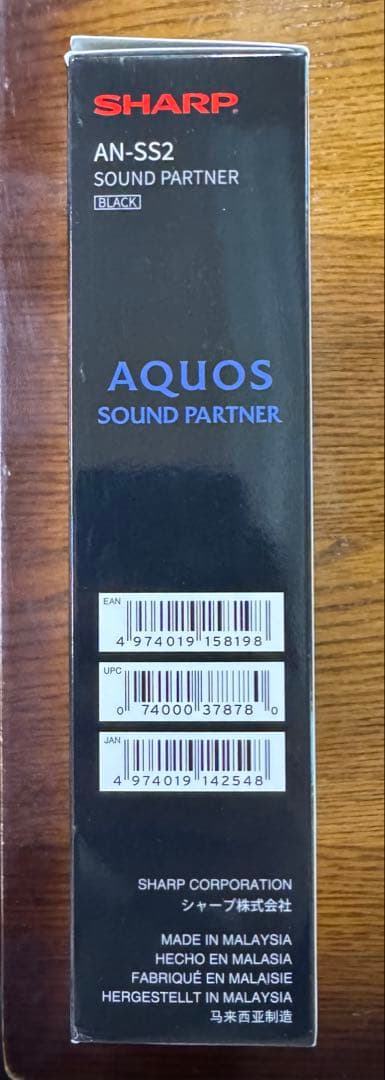 SHARP
AN-SS2
SOUND PARTNER
BLACK
AQUOS
SOUND PARTNER
EAN
4 974019 158198
UPC
0 74000 37878 0
JAN
4 974019 142548
SHARP CORPORATION
シャープ株式会社
MADE IN MALAYSIA
HECHO EN MALASIA
FABRIQUÉ EN MALAISIE
HERGESTELLT IN MALAYSIA
马来西亚制造